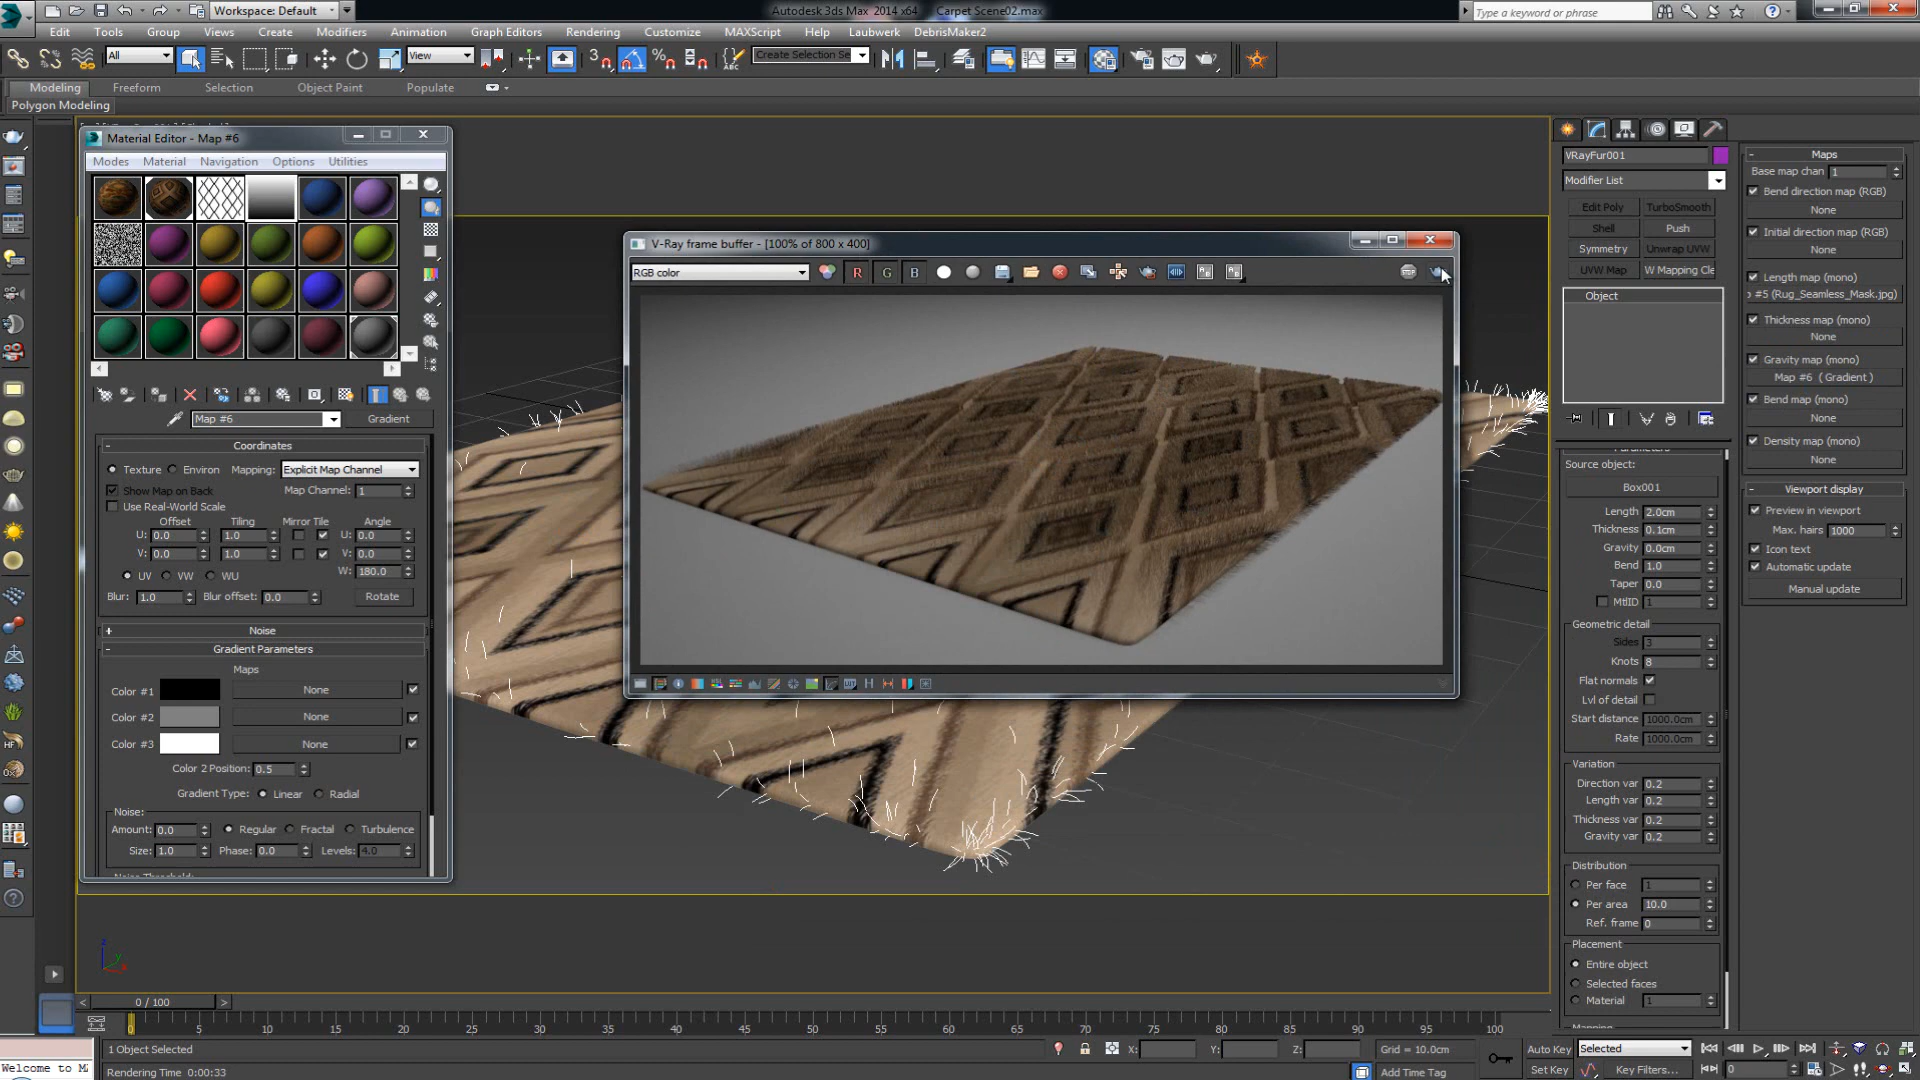 Workspace: Default
Autodesk 3ds Max 2014 x64 Carpet Scene02.max
Type a keyword or phrase
Edit Tools Group Views Create Modifiers Animation Graph Editors Rendering Customize MAXScript Help Laubwerk DebrisMaker2
All View Create Selection Se
Modeling Freeform Selection Object Paint Populate
Polygon Modeling
Material Editor - Map #6
Modes Material Navigation Options Utilities
Map #6 Gradient
Coordinates
Texture Environ Mapping: Explicit Map Channel
Show Map on Back Map Channel: 1
Use Real-World Scale
Offset Tiling Mirror Tile Angle
U: 0.0 1.0 U: 0.0
V: 0.0 1.0 V: 0.0
W: 180.0
UV VW WU
Blur: 1.0 Blur offset: 0.0 Rotate
Noise
Gradient Parameters
Maps
Color #1 None
Color #2 None
Color #3 None
Color 2 Position: 0.5
Gradient Type: Linear Radial
Noise:
Amount: 0.0 Regular Fractal Turbulence
Size: 1.0 Phase: 0.0 Levels: 4.0
V-Ray frame buffer - [100% of 800 x 400]
RGB color R G B
VRayFur001
Modifier List
Edit Poly TurboSmooth
Shell Push
Symmetry Unwrap UVW
UVW Map W Mapping Cle
Object
Parameters
Source object:
Box001
Length 2.0cm
Thickness 0.1cm
Gravity 0.0cm
Bend 1.0
Taper 0.0
MtlID 1
Geometric detail
Sides 3
Knots 8
Flat normals
Lvl of detail
Start distance 1000.0cm
Rate 1000.0cm
Variation
Direction var 0.2
Length var 0.2
Thickness var 0.2
Gravity var 0.2
Distribution
Per face 1
Per area 10.0
Ref. frame 0
Placement
Entire object
Selected faces
Material 1
Maps
Base map chan 1
Bend direction map (RGB)
None
Initial direction map (RGB)
None
Length map (mono)
#5 (Rug_Seamless_Mask.jpg)
Thickness map (mono)
None
Gravity map (mono)
Map #6 ( Gradient )
Bend map (mono)
None
Density map (mono)
None
Viewport display
Preview in viewport
Max. hairs 1000
Icon text
Automatic update
Manual update
0 / 100
0 5 10 15 20 25 30 35 40 45 50 55 60 65 70 75 80 85 90 95 100
1 Object Selected X: Y: Z: Grid = 10.0cm Auto Key Selected
Welcome to M
Rendering Time 0:00:33 Add Time Tag Set Key Key Filters... 0